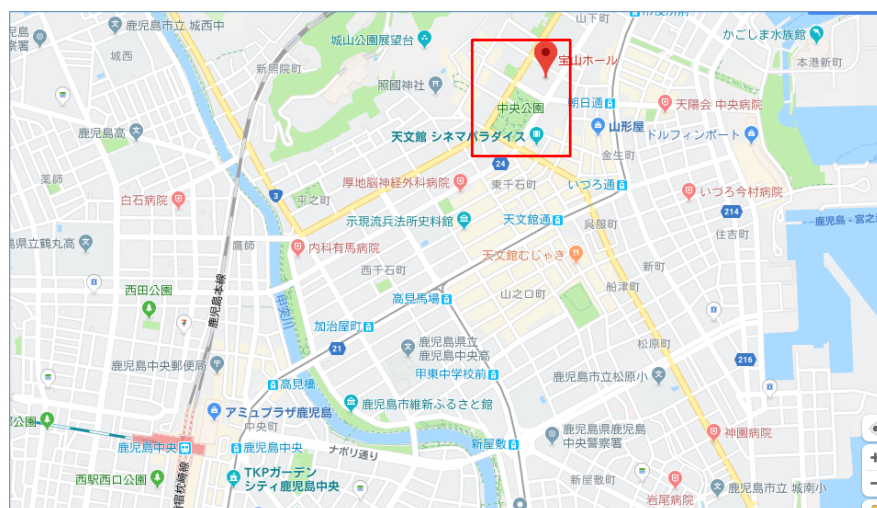 鹿児島市立 城西中
城西
新照院町
城山公園展望台
照國神社
山下町
宝山ホール
かごしま水族館
本港新町
中央公園
朝日通
天陽会 中央病院
鹿児島高
天文館 シネマパラダイス
山形屋
ドルフィンポート
金生町
24
薬師
白石病院
3
平之町
厚地脳神経外科病院
東千石町
いづろ通
いづろ今村病院
示現流兵法所史料館
天文館通
呉服町
214
住吉町
鹿児島 - 宮之
島県立鶴丸高
鷹師
内科有馬病院
西千石町
天文館むじゃき
新町
西田公園
鹿児島本線
甲突川
高見馬場
山之口町
船津町
加治屋町
21
鹿児島県立
鹿児島中央高
松原町
216
鹿児島中央郵便局
高見橋
甲東中学校前
鹿児島市立松原小
アミュプラザ鹿児島
鹿児島市維新ふるさと館
中央町
鹿児島中央
鹿児島中央
ナポリ通り
新屋敷
鹿児島県鹿児島
中央警察署
神園病院
西駅西口公園
TKPガーデン
シティ鹿児島中央
新屋敷町
岩尾病院
鹿児島市立 城南小
指宿枕崎線